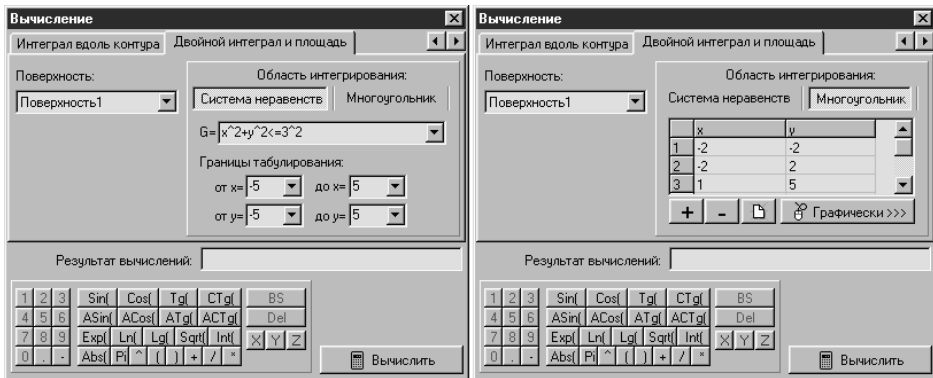 Вычисление
Интеграл вдоль контура Двойной интеграл и площадь
Поверхность:
Поверхность1
Область интегрирования:
Система неравенств Многоугольник
G= x^2+y^2<=3^2
Границы табулирования:
от x= -5 до x= 5
от y= -5 до y= 5
Результат вычислений:
1 2 3 Sin( Cos( Tg( CTg( BS
4 5 6 ASin( ACos( ATg( ACTg( Del
7 8 9 Exp( Ln( Lg( Sqrt( Int( X Y Z
0 . - Abs( Pi ^ ( ) + / *
Вычислить
Вычисление
Интеграл вдоль контура Двойной интеграл и площадь
Поверхность:
Поверхность1
Область интегрирования:
Система неравенств Многоугольник
x y
1 -2 -2
2 -2 2
3 1 5
+ - Графически >>>
Результат вычислений:
1 2 3 Sin( Cos( Tg( CTg( BS
4 5 6 ASin( ACos( ATg( ACTg( Del
7 8 9 Exp( Ln( Lg( Sqrt( Int( X Y Z
0 . - Abs( Pi ^ ( ) + / *
Вычислить